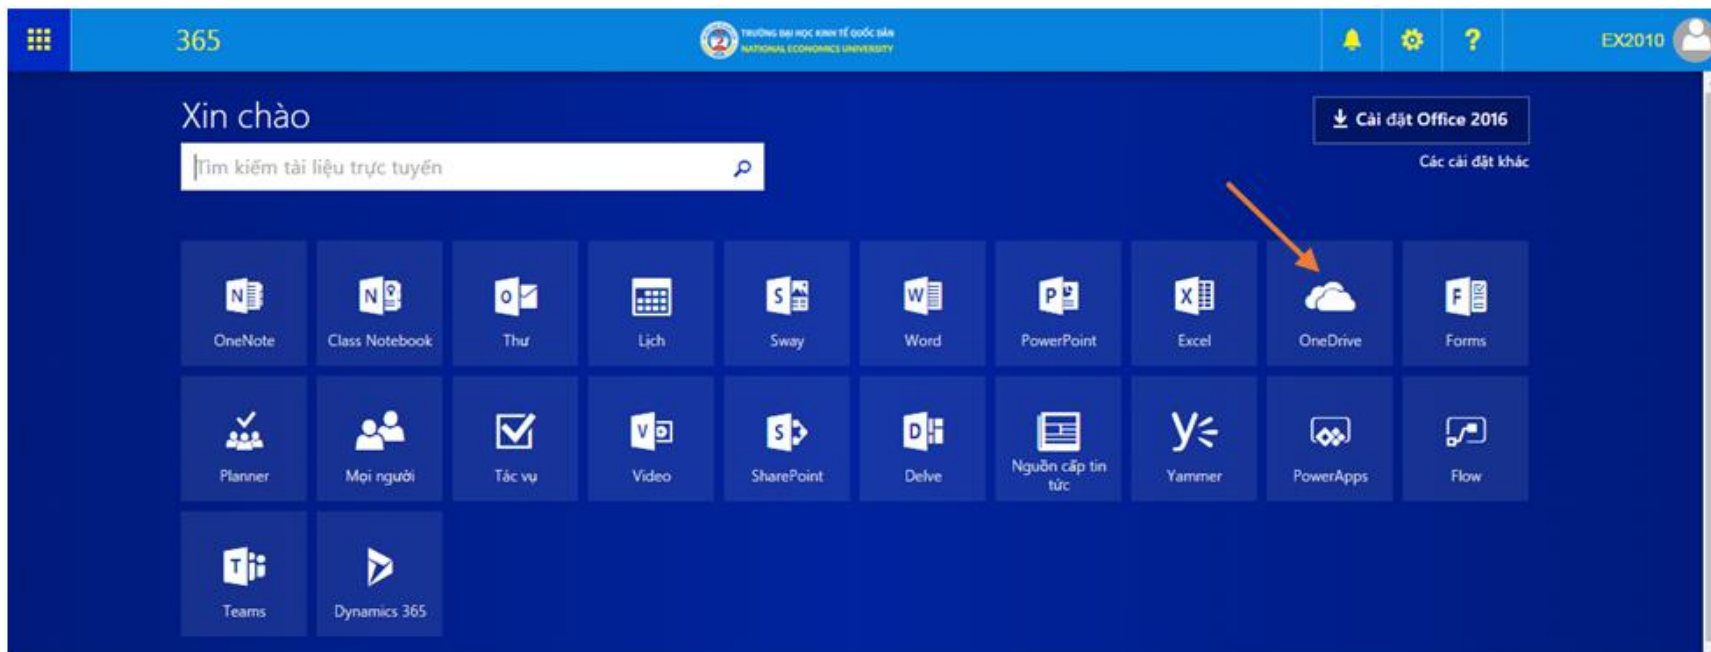 365
TRƯỜNG ĐẠI HỌC KINH TẾ QUỐC DÂN
NATIONAL ECONOMICS UNIVERSITY
?
EX2010
Xin chào
Cài đặt Office 2016
Tìm kiếm tài liệu trực tuyến
Các cài đặt khác
OneNote
Class Notebook
Thư
Lịch
Sway
Word
PowerPoint
Excel
OneDrive
Forms
Planner
Mọi người
Tác vụ
Video
SharePoint
Delve
Nguồn cấp tin
tức
Yammer
PowerApps
Flow
Teams
Dynamics 365